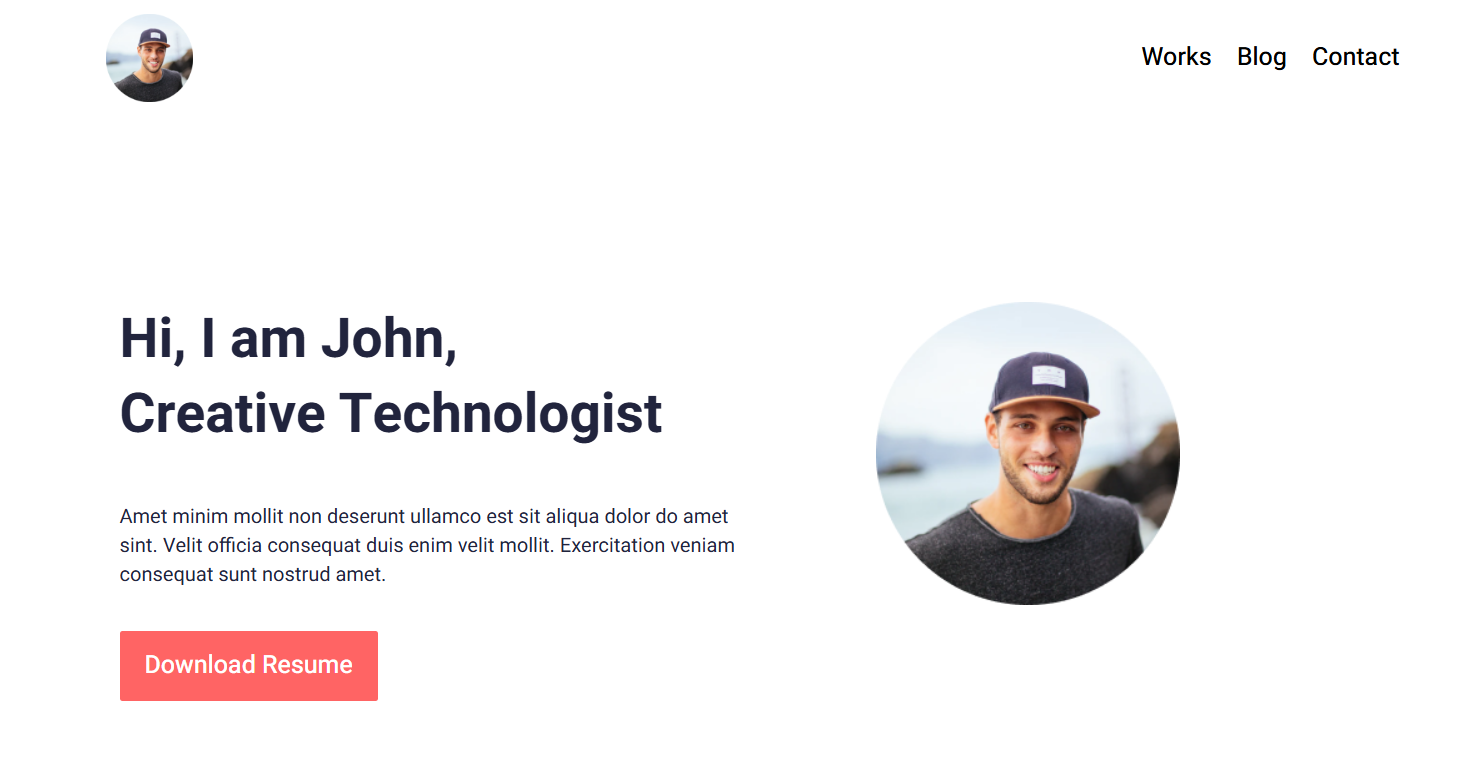 Works Blog Contact
Hi, I am John,
Creative Technologist
Amet minim mollit non deserunt ullamco est sit aliqua dolor do amet
sint. Velit officia consequat duis enim velit mollit. Exercitation veniam
consequat sunt nostrud amet.
Download Resume